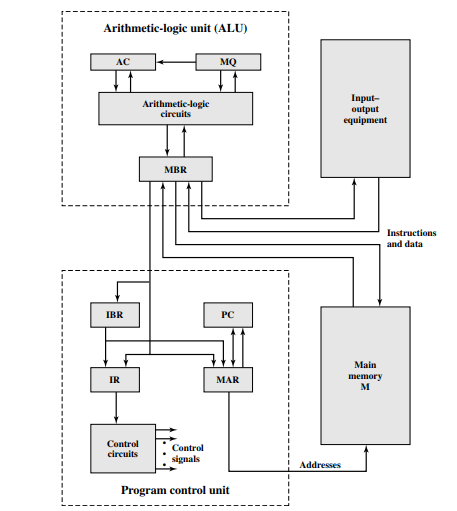 Arithmetic-logic unit (ALU)
AC
MQ
Arithmetic-logic
circuits
MBR
Input–
output
equipment
Instructions
and data
IBR
PC
IR
MAR
Main
memory
M
Control
circuits
Control
signals
Addresses
Program control unit